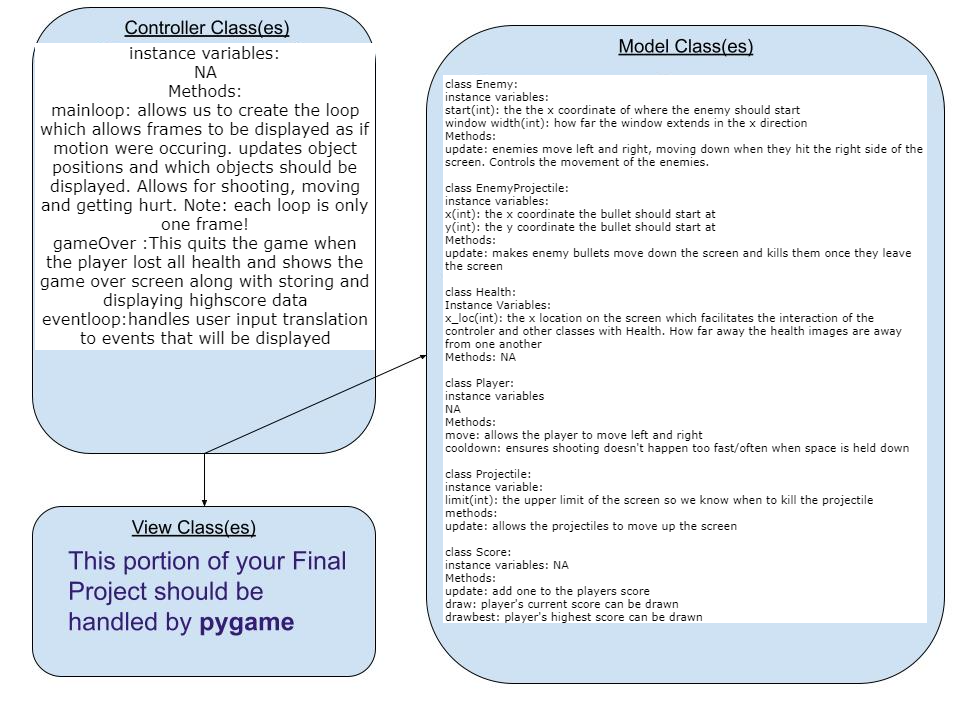 Controller Class(es)
instance variables:
NA
Methods:
mainloop: allows us to create the loop
which allows frames to be displayed as if
motion were occuring. updates object
positions and which objects should be
displayed. Allows for shooting, moving
and getting hurt. Note: each loop is only
one frame!
gameOver :This quits the game when
the player lost all health and shows the
game over screen along with storing and
displaying highscore data
eventloop:handles user input translation
to events that will be displayed
View Class(es)
This portion of your Final
Project should be
handled by pygame
Model Class(es)
class Enemy:
instance variables:
start(int): the the x coordinate of where the enemy should start
window width(int): how far the window extends in the x direction
Methods:
update: enemies move left and right, moving down when they hit the right side of the
screen. Controls the movement of the enemies.
class EnemyProjectile:
instance variables:
x(int): the x coordinate the bullet should start at
y(int): the y coordinate the bullet should start at
Methods:
update: makes enemy bullets move down the screen and kills them once they leave
the screen
class Health:
Instance Variables:
x_loc(int): the x location on the screen which facilitates the interaction of the
controler and other classes with Health. How far away the health images are away
from one another
Methods: NA
class Player:
instance variables
NA
Methods:
move: allows the player to move left and right
cooldown: ensures shooting doesn't happen too fast/often when space is held down
class Projectile:
instance variable:
limit(int): the upper limit of the screen so we know when to kill the projectile
methods:
update: allows the projectiles to move up the screen
class Score:
instance variables: NA
Methods:
update: add one to the players score
draw: player's current score can be drawn
drawbest: player's highest score can be drawn